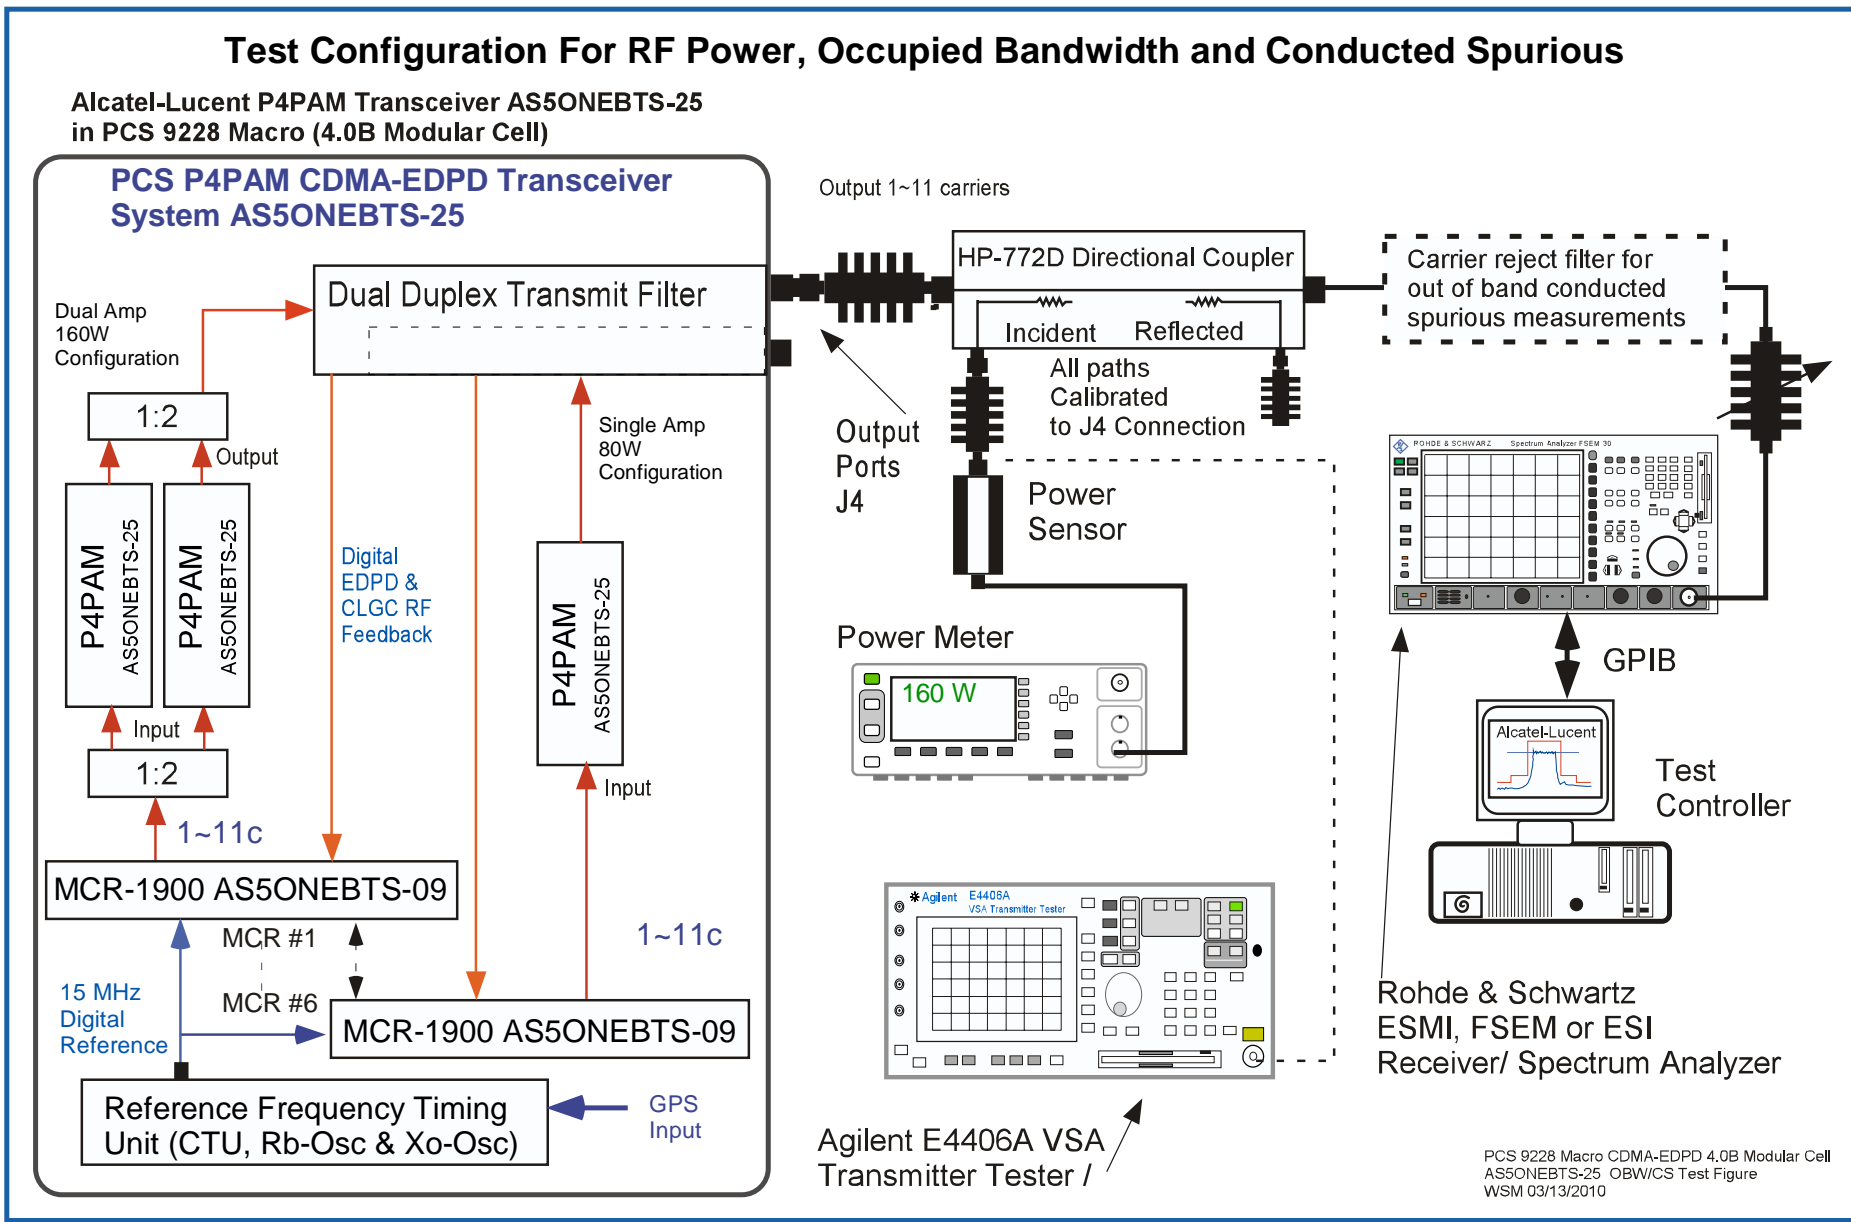 Test Configuration For RF Power, Occupied Bandwidth and Conducted Spurious
Alcatel-Lucent P4PAM Transceiver AS5ONEBTS-25
in PCS 9228 Macro (4.0B Modular Cell)
PCS P4PAM CDMA-EDPD Transceiver
System AS5ONEBTS-25
Dual Duplex Transmit Filter
Dual Amp
160W
Configuration
1:2
Output
P4PAM
AS5ONEBTS-25
P4PAM
AS5ONEBTS-25
Input
1:2
1~11c
Digital
EDPD &
CLGC RF
Feedback
Single Amp
80W
Configuration
P4PAM
AS5ONEBTS-25
Input
MCR-1900 AS5ONEBTS-09
MCR #1
MCR #6
1~11c
15 MHz
Digital
Reference
MCR-1900 AS5ONEBTS-09
Reference Frequency Timing
Unit (CTU, Rb-Osc & Xo-Osc)
GPS
Input
Output 1~11 carriers
HP-772D Directional Coupler
Incident
Reflected
All paths
Calibrated
to J4 Connection
Output
Ports
J4
Power
Sensor
Power Meter
160 W
Agilent
E4406A
VSA Transmitter Tester
Agilent E4406A VSA
Transmitter Tester /
Carrier reject filter for
out of band conducted
spurious measurements
ROHDE & SCHWARZ
Spectrum Analyzer FSEM 30
GPIB
Alcatel-Lucent
Test
Controller
Rohde & Schwartz
ESMI, FSEM or ESI
Receiver/ Spectrum Analyzer
PCS 9228 Macro CDMA-EDPD 4.0B Modular Cell
AS5ONEBTS-25 OBW/CS Test Figure
WSM 03/13/2010